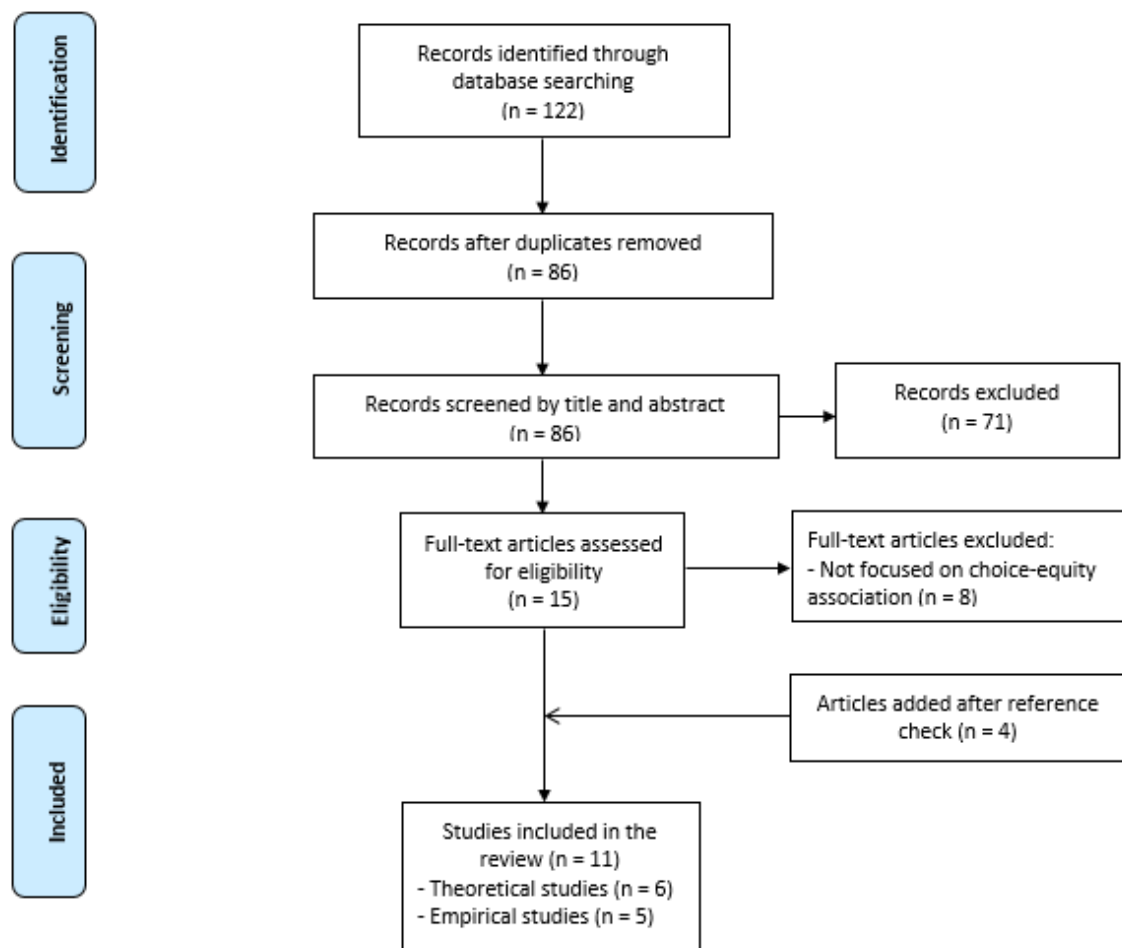 Identification
Records identified through
database searching
(n = 122)
Records after duplicates removed
(n = 86)
Screening
Records screened by title and abstract
(n = 86)
Records excluded
(n = 71)
Eligibility
Full-text articles assessed
for eligibility
(n = 15)
Full-text articles excluded:
- Not focused on choice-equity
association (n = 8)
Articles added after reference
check (n = 4)
Included
Studies included in the
review (n = 11)
- Theoretical studies (n = 6)
- Empirical studies (n = 5)